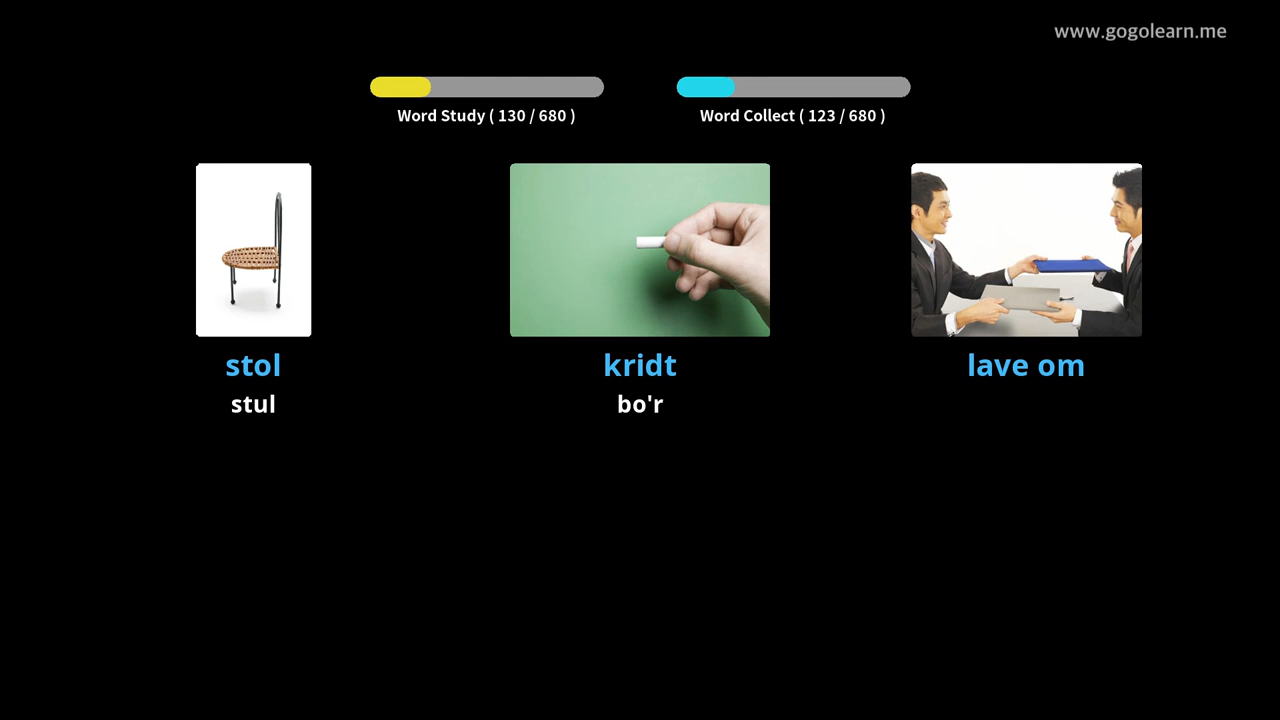 www.gogolearn.me
Word Study ( 130 / 680 )
Word Collect ( 123 / 680 )
stol
kridt
lave om
stul
bo'r